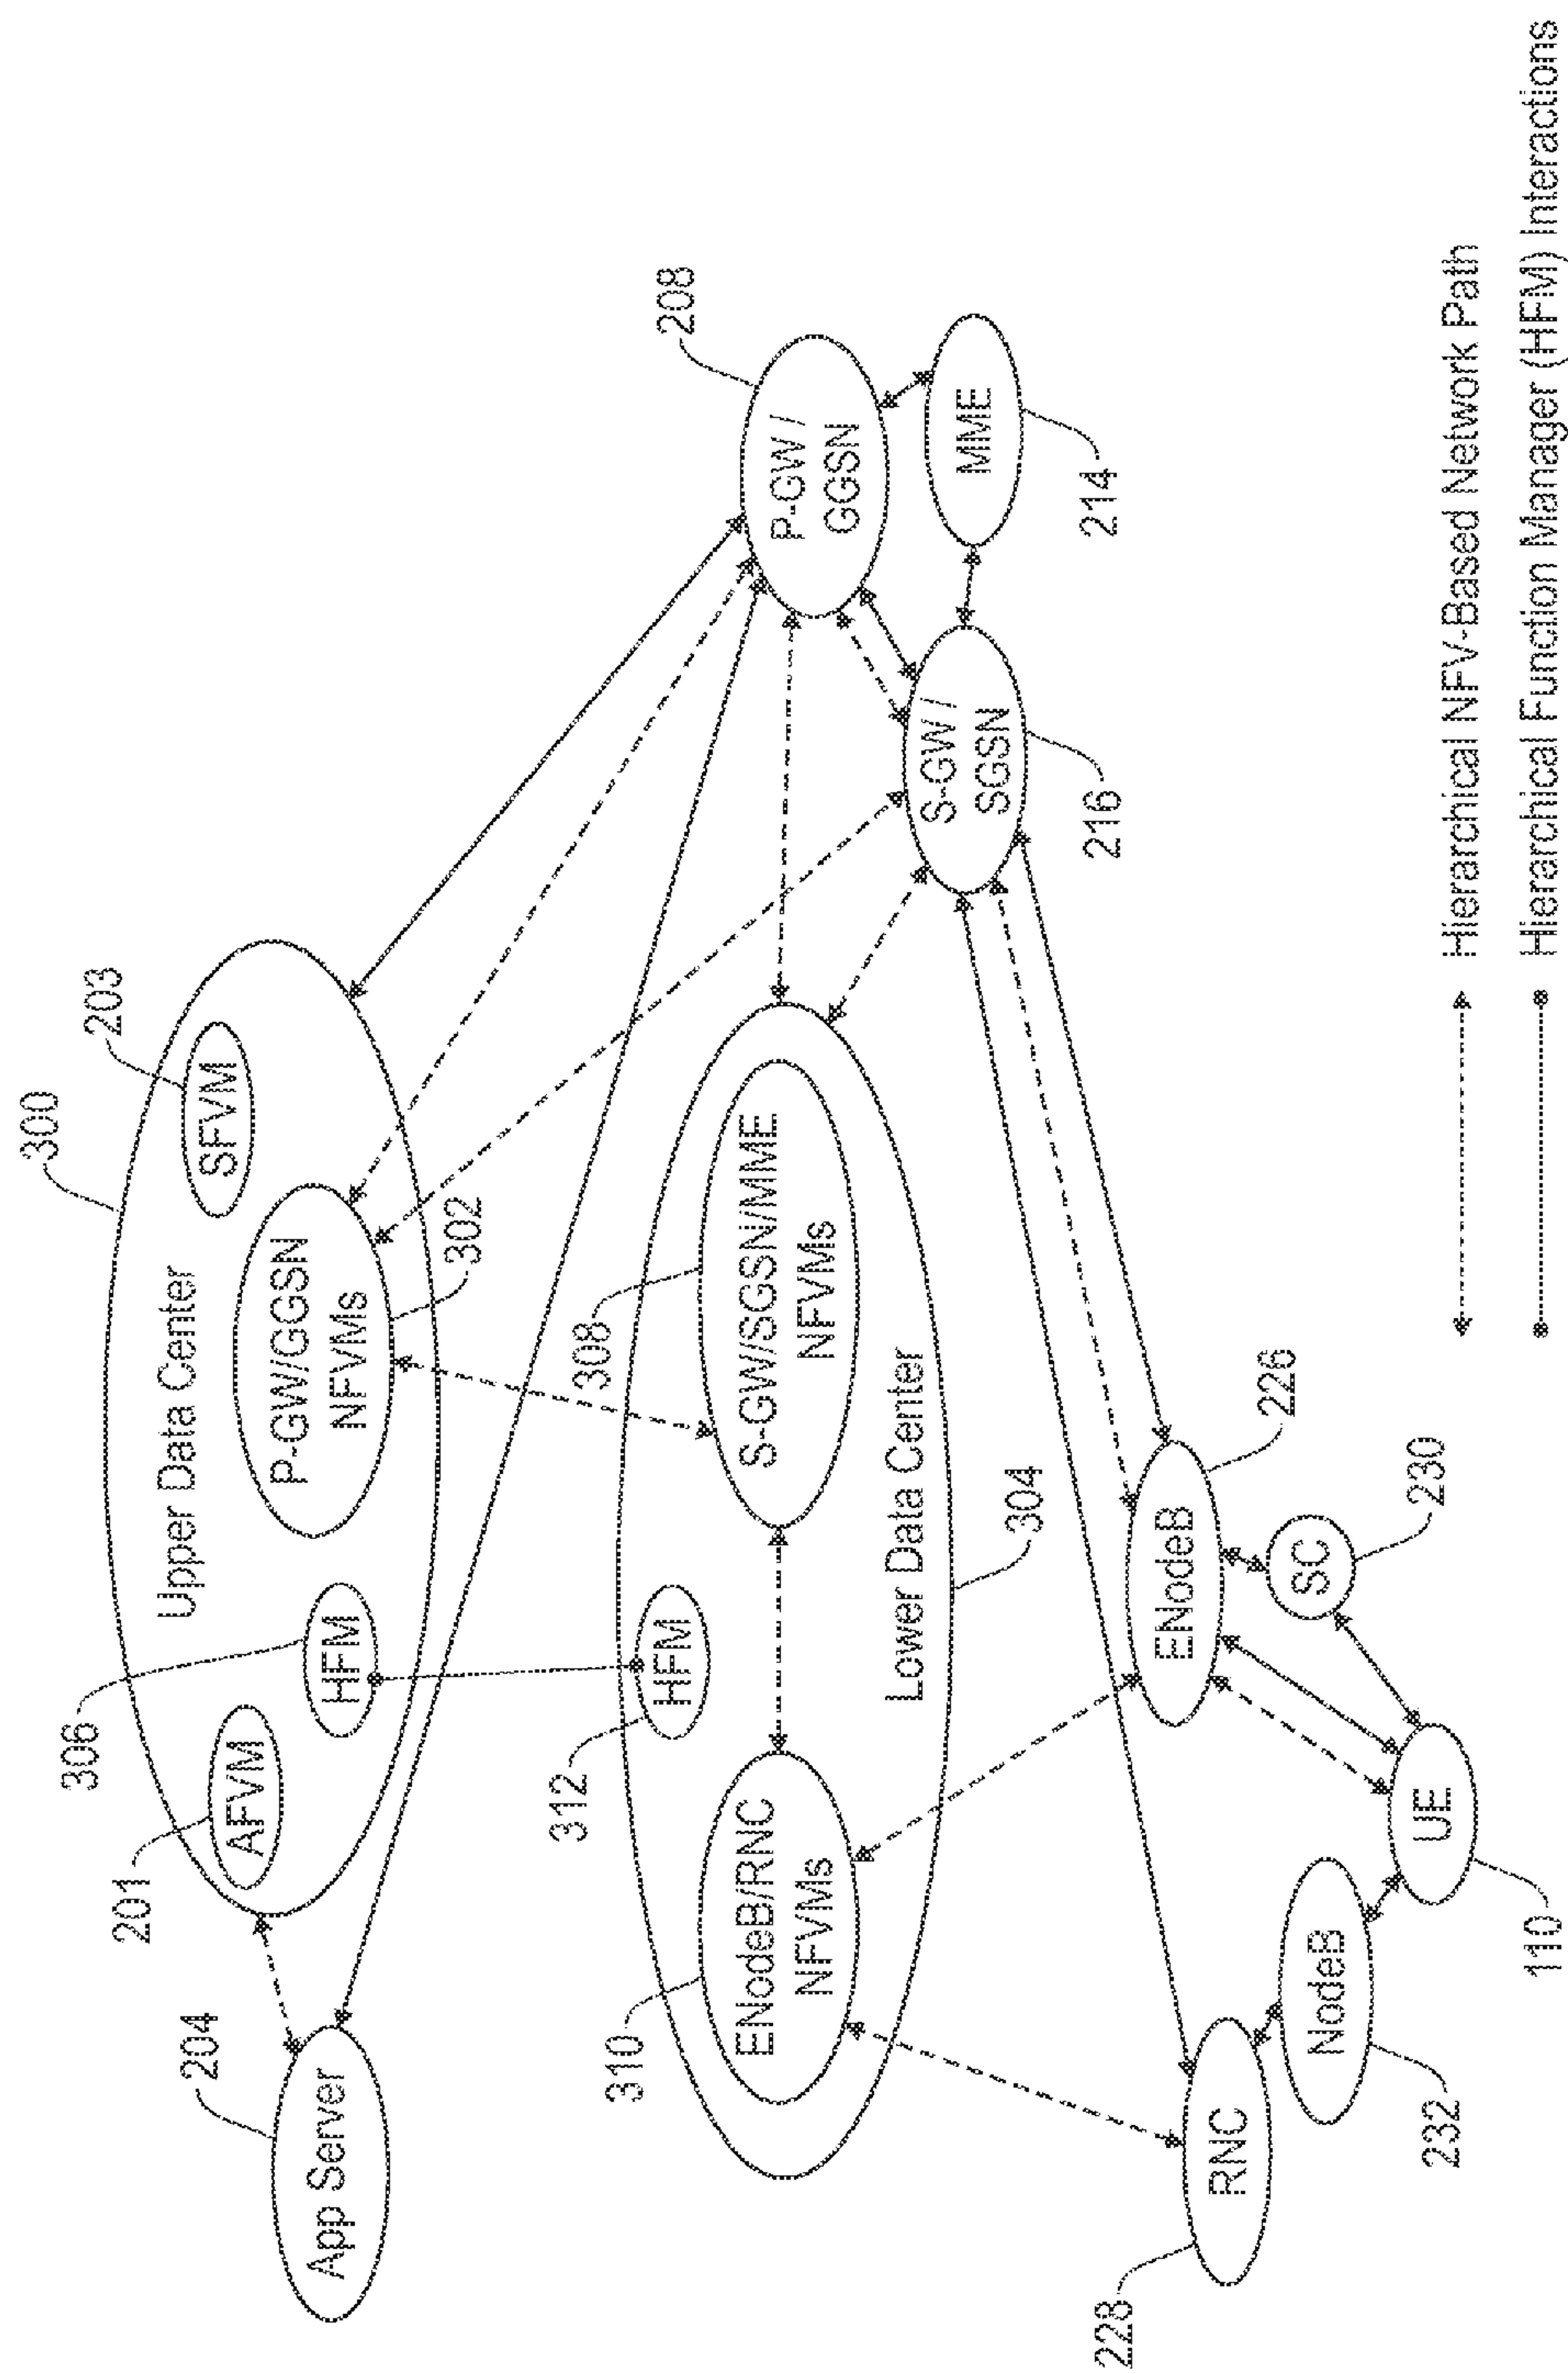 300
203
SFVM
Upper Data Center
P-GW/GGSN
NFVMs
302
306
HFM
201
AFVM
204
App Server
208
P-GW /
GGSN
MME
214
S-GW /
SGSN
216
308
S-GW/SGSN/MME
NFVMs
312
HFM
Lower Data Center
304
310
ENodeB/RNC
NFVMs
ENodeB
226
SC
230
UE
110
NodeB
232
RNC
228
Hierarchical NFV-Based Network Path
Hierarchical Function Manager (HFM) Interactions